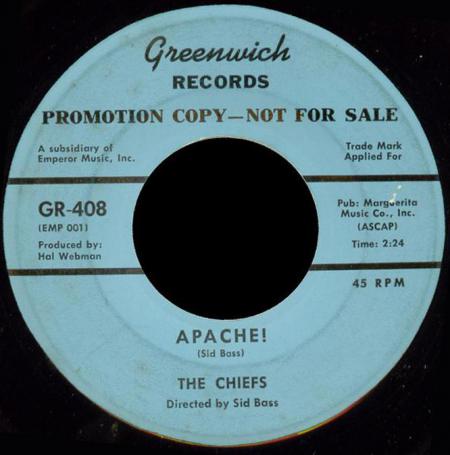 Greenwich
RECORDS
PROMOTION COPY—NOT FOR SALE
A subsidiary of
Emperor Music, Inc.
Trade Mark
Applied For
GR-408
(EMP 001)
Produced by:
Hal Webman
Pub: Marguerita
Music Co., Inc.
(ASCAP)
Time: 2:24
45 RPM
APACHE!
(Sid Bass)
THE CHIEFS
Directed by Sid Bass